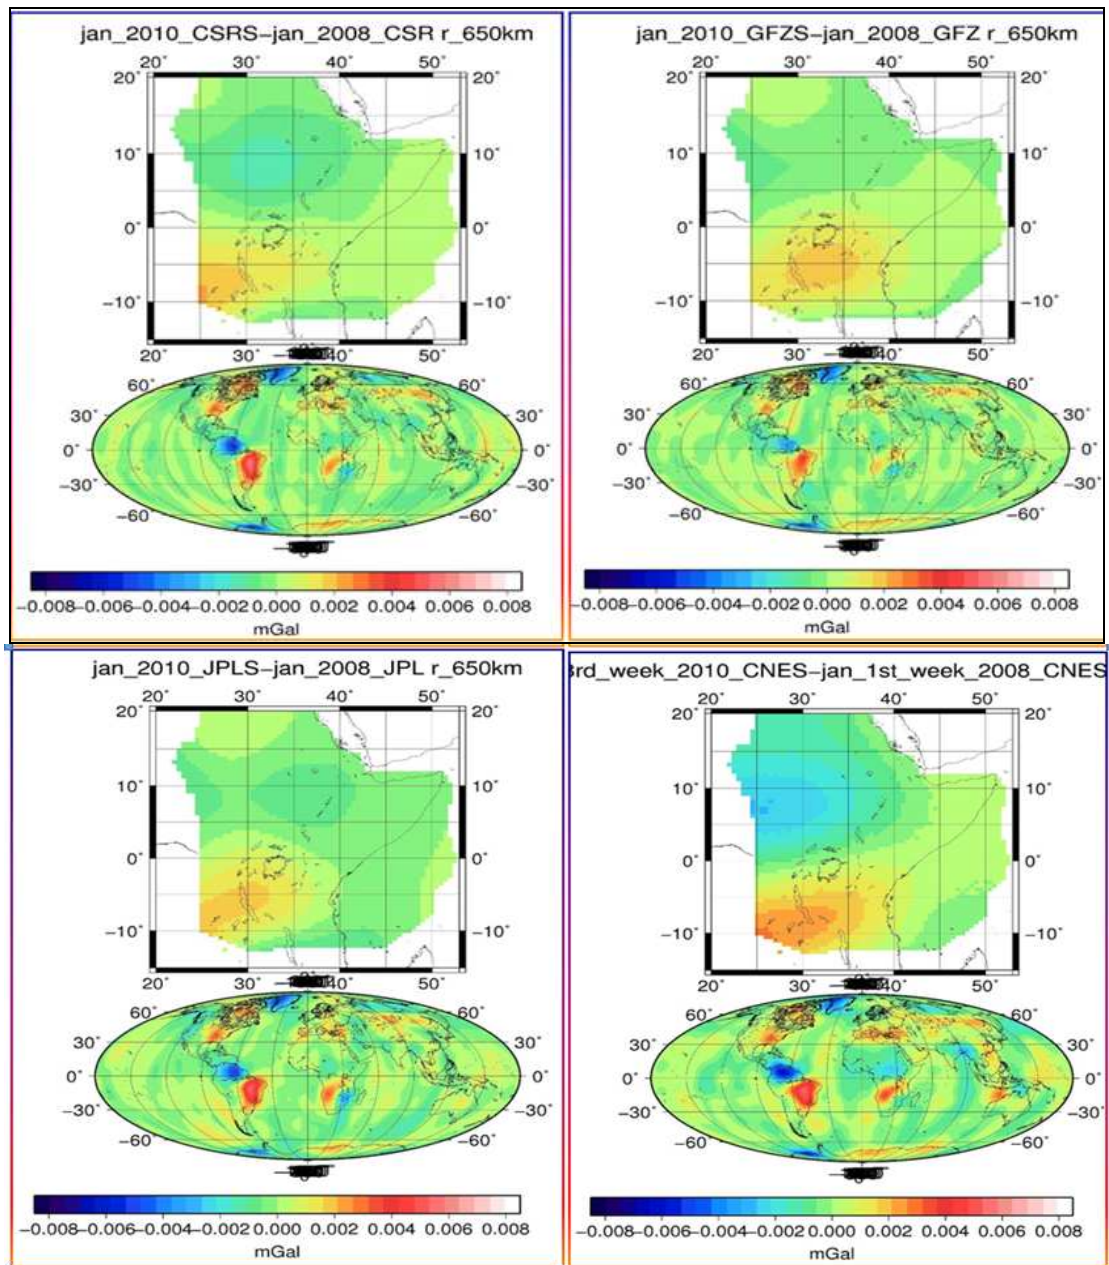 jan_2010_CSRS–jan_2008_CSR r_650km
20˚ 30˚ 40˚ 50˚
20˚ 20˚
10˚ 10˚
0˚ 0˚
–10˚ –10˚
20˚ 30˚ 40˚ 50˚
60˚ 60˚
30˚ 30˚
0˚ 0˚
–30˚ –30˚
–60˚ –60˚
–0.008–0.006–0.004–0.002 0.000 0.002 0.004 0.006 0.008
mGal
jan_2010_GFZS–jan_2008_GFZ r_650km
20˚ 30˚ 40˚ 50˚
20˚ 20˚
10˚ 10˚
0˚ 0˚
–10˚ –10˚
20˚ 30˚ 40˚ 50˚
60˚ 60˚
30˚ 30˚
0˚ 0˚
–30˚ –30˚
–60˚ –60˚
–0.008–0.006–0.004–0.002 0.000 0.002 0.004 0.006 0.008
mGal
jan_2010_JPLS–jan_2008_JPL r_650km
20˚ 30˚ 40˚ 50˚
20˚ 20˚
10˚ 10˚
0˚ 0˚
–10˚ –10˚
20˚ 30˚ 40˚ 50˚
60˚ 60˚
30˚ 30˚
0˚ 0˚
–30˚ –30˚
–60˚ –60˚
–0.008–0.006–0.004–0.002 0.000 0.002 0.004 0.006 0.008
mGal
3rd_week_2010_CNES–jan_1st_week_2008_CNES
20˚ 30˚ 40˚ 50˚
20˚ 20˚
10˚ 10˚
0˚ 0˚
–10˚ –10˚
20˚ 30˚ 40˚ 50˚
60˚ 60˚
30˚ 30˚
0˚ 0˚
–30˚ –30˚
–60˚ –60˚
–0.008–0.006–0.004–0.002 0.000 0.002 0.004 0.006 0.008
mGal